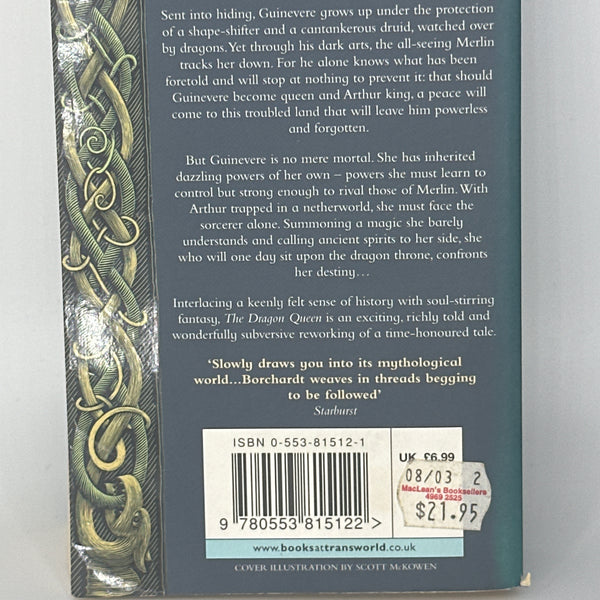 Sent into hiding, Guinevere grows up under the protection
of a shape-shifter and a cantankerous druid, watched over
by dragons. Yet through his dark arts, the all-seeing Merlin
tracks her down. For he alone knows what has been
foretold and will stop at nothing to prevent it: that should
Guinevere become queen and Arthur king, a peace will
come to this troubled land that will leave him powerless
and forgotten.
But Guinevere is no mere mortal. She has inherited
dazzling powers of her own – powers she must learn to
control but strong enough to rival those of Merlin. With
Arthur trapped in a netherworld, she must face the
sorcerer alone. Summoning a magic she barely
understands and calling ancient spirits to her side, she
who will one day sit upon the dragon throne, confronts
her destiny…
Interlacing a keenly felt sense of history with soul-stirring
fantasy, The Dragon Queen is an exciting, richly told and
wonderfully subversive reworking of a time-honoured tale.
‘Slowly draws you into its mythological
world…Borchardt weaves in threads begging
to be followed’
Starburst
ISBN 0-553-81512-1
UK £6.99
08/03 2
MacLean's Booksellers
4969 2525
$21.95
9 780553 815122 >
www.booksattransworld.co.uk
COVER ILLUSTRATION BY SCOTT McKOWEN